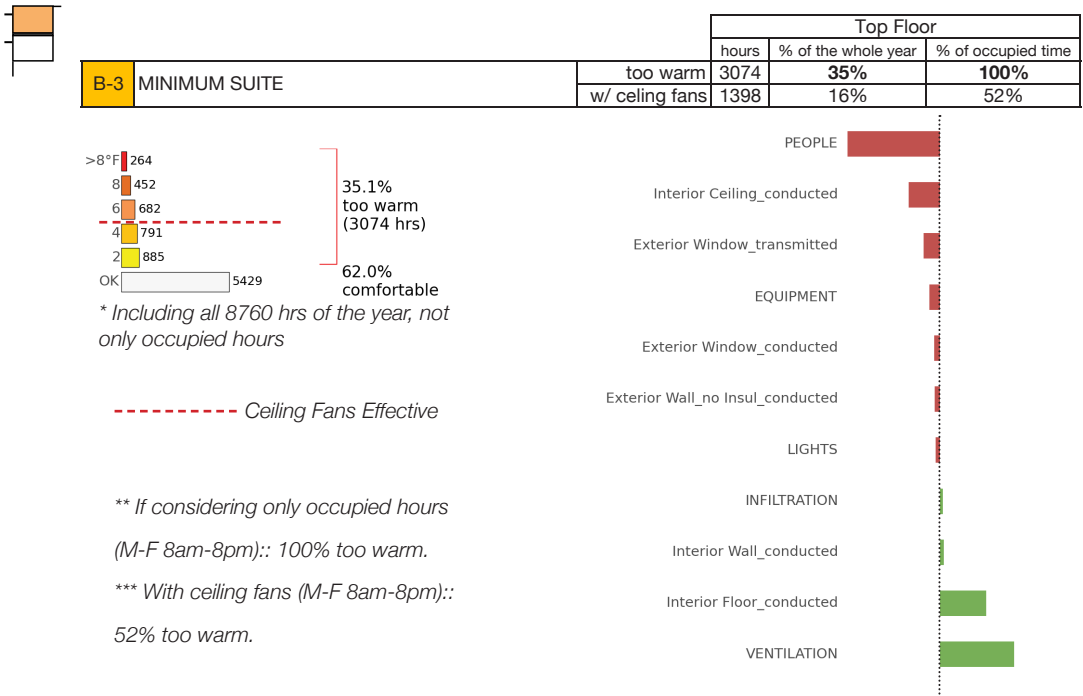 Top Floor
hours % of the whole year % of occupied time
B-3 MINIMUM SUITE too warm 3074 35% 100%
w/ celing fans 1398 16% 52%
>8°F 264
8 452
6 682
4 791
2 885
OK 5429
35.1%
too warm
(3074 hrs)
62.0%
comfortable
* Including all 8760 hrs of the year, not
only occupied hours
Ceiling Fans Effective
** If considering only occupied hours
(M-F 8am-8pm):: 100% too warm.
*** With ceiling fans (M-F 8am-8pm)::
52% too warm.
PEOPLE
Interior Ceiling_conducted
Exterior Window_transmitted
EQUIPMENT
Exterior Window_conducted
Exterior Wall_no Insul_conducted
LIGHTS
INFILTRATION
Interior Wall_conducted
Interior Floor_conducted
VENTILATION